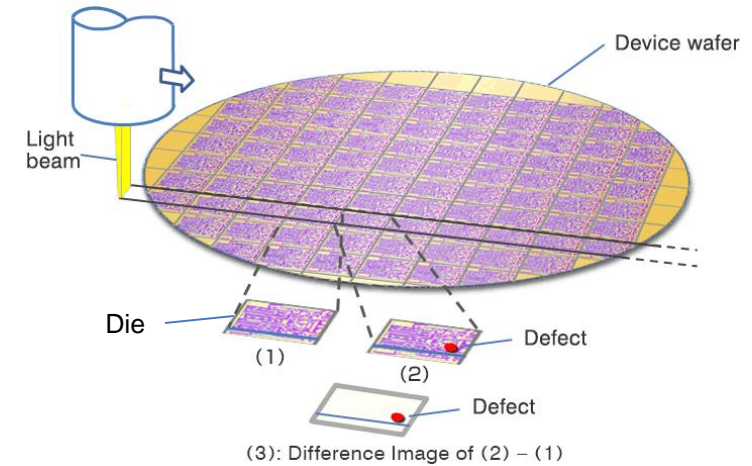 Device wafer
Light
beam
Die
Defect
(1)
(2)
Defect
(3): Difference Image of (2) – (1)